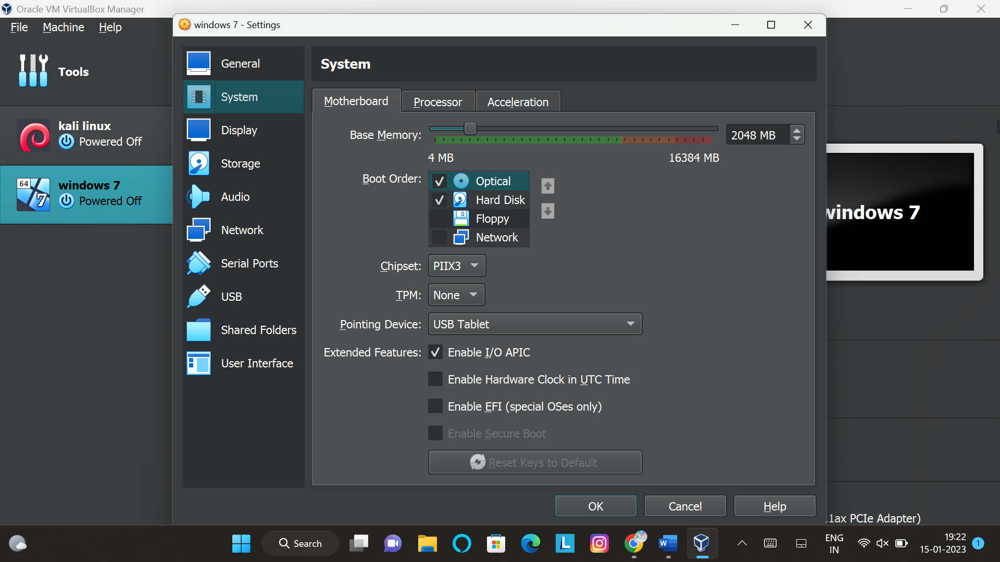 Oracle VM VirtualBox Manager
File Machine Help
Tools
kali linux
Powered Off
64
7
windows 7
Powered Off
windows 7 - Settings
General
System
Display
Storage
Audio
Network
Serial Ports
USB
Shared Folders
User Interface
System
Motherboard Processor Acceleration
Base Memory: 2048 MB
4 MB 16384 MB
Boot Order:
Optical
Hard Disk
Floppy
Network
Chipset: PIIX3
TPM: None
Pointing Device: USB Tablet
Extended Features: Enable I/O APIC
Enable Hardware Clock in UTC Time
Enable EFI (special OSes only)
Enable Secure Boot
Reset Keys to Default
OK Cancel Help
windows 7
1ax PCIe Adapter)
Search
L
W
ENG
IN
19:22
15-01-2023
1